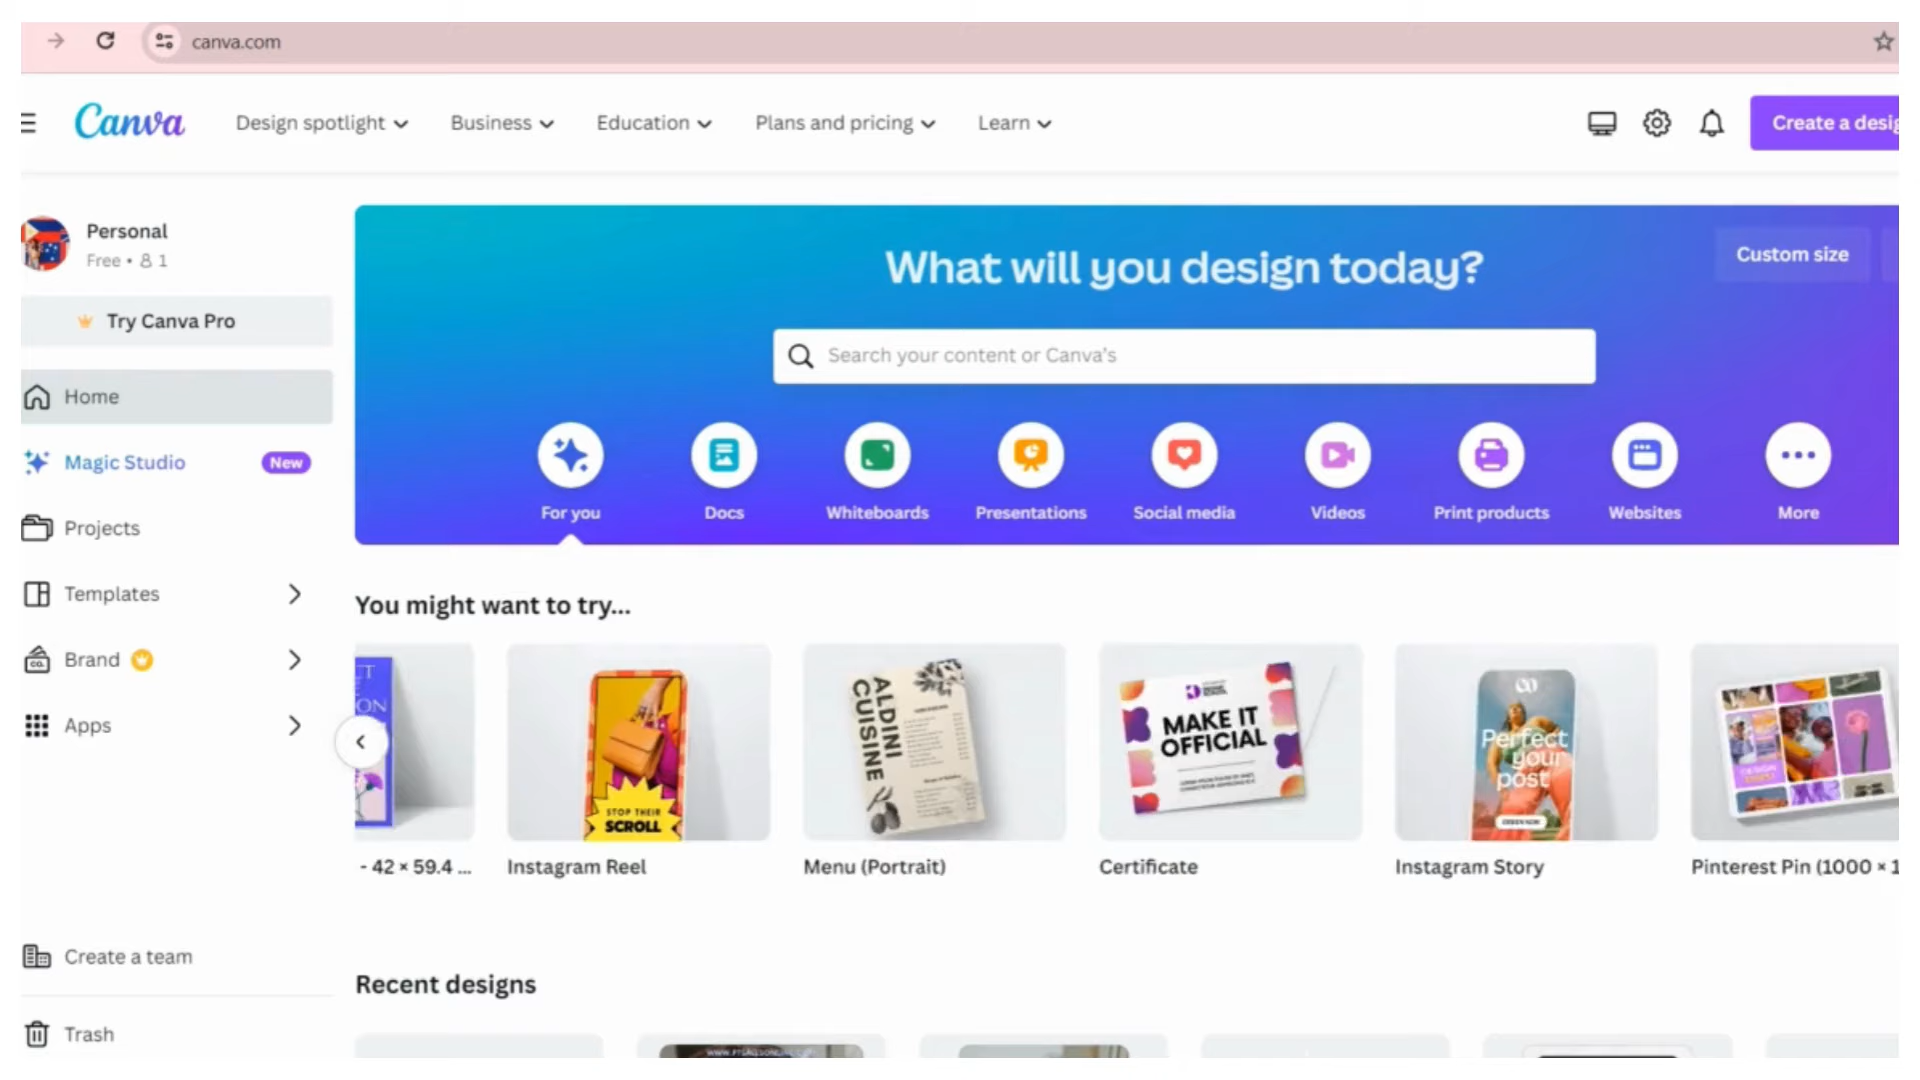 canva.com
Canva
Design spotlight
Business
Education
Plans and pricing
Learn
Create a desig
Personal
Free • 1
Try Canva Pro
Home
Magic Studio
New
Projects
Templates
Brand
Apps
Create a team
Trash
What will you design today?
Custom size
Search your content or Canva's
For you
Docs
Whiteboards
Presentations
Social media
Videos
Print products
Websites
More
You might want to try...
ON
STOP THEIR
SCROLL
ALDINI
CUISINE
MAKE IT
OFFICIAL
Perfect
your
post
- 42 × 59.4 ...
Instagram Reel
Menu (Portrait)
Certificate
Instagram Story
Pinterest Pin (1000 × 1
Recent designs